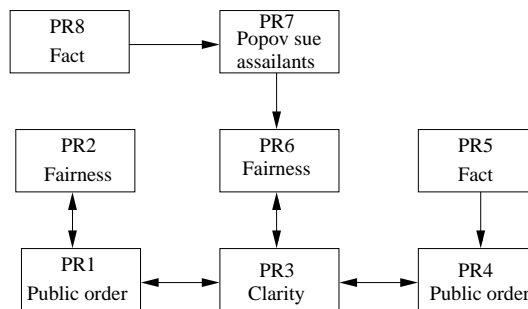 PR8
Fact
PR7
Popov sue
assailants
PR2
Fairness
PR6
Fairness
PR5
Fact
PR1
Public order
PR3
Clarity
PR4
Public order